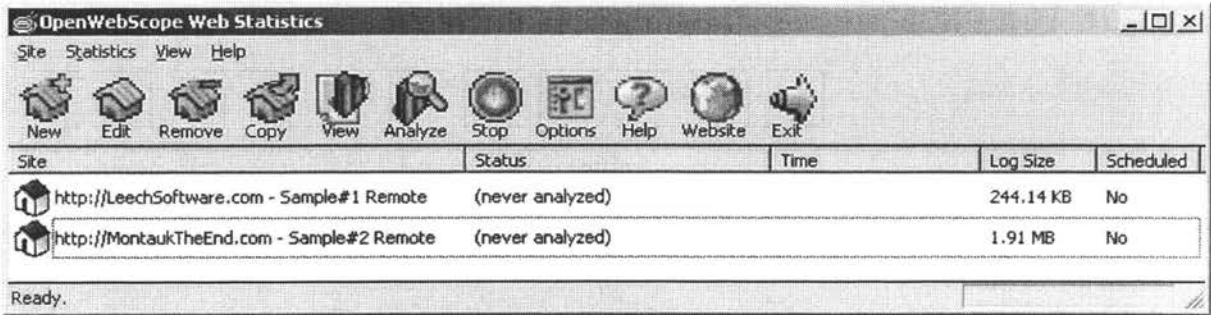 OpenWebScope Web Statistics
Site Statistics View Help
New Edit Remove Copy View Analyze Stop Options Help Website Exit
Site Status Time Log Size Scheduled
http://LeechSoftware.com - Sample#1 Remote (never analyzed) 244.14 KB No
http://MontaukTheEnd.com - Sample#2 Remote (never analyzed) 1.91 MB No
Ready.